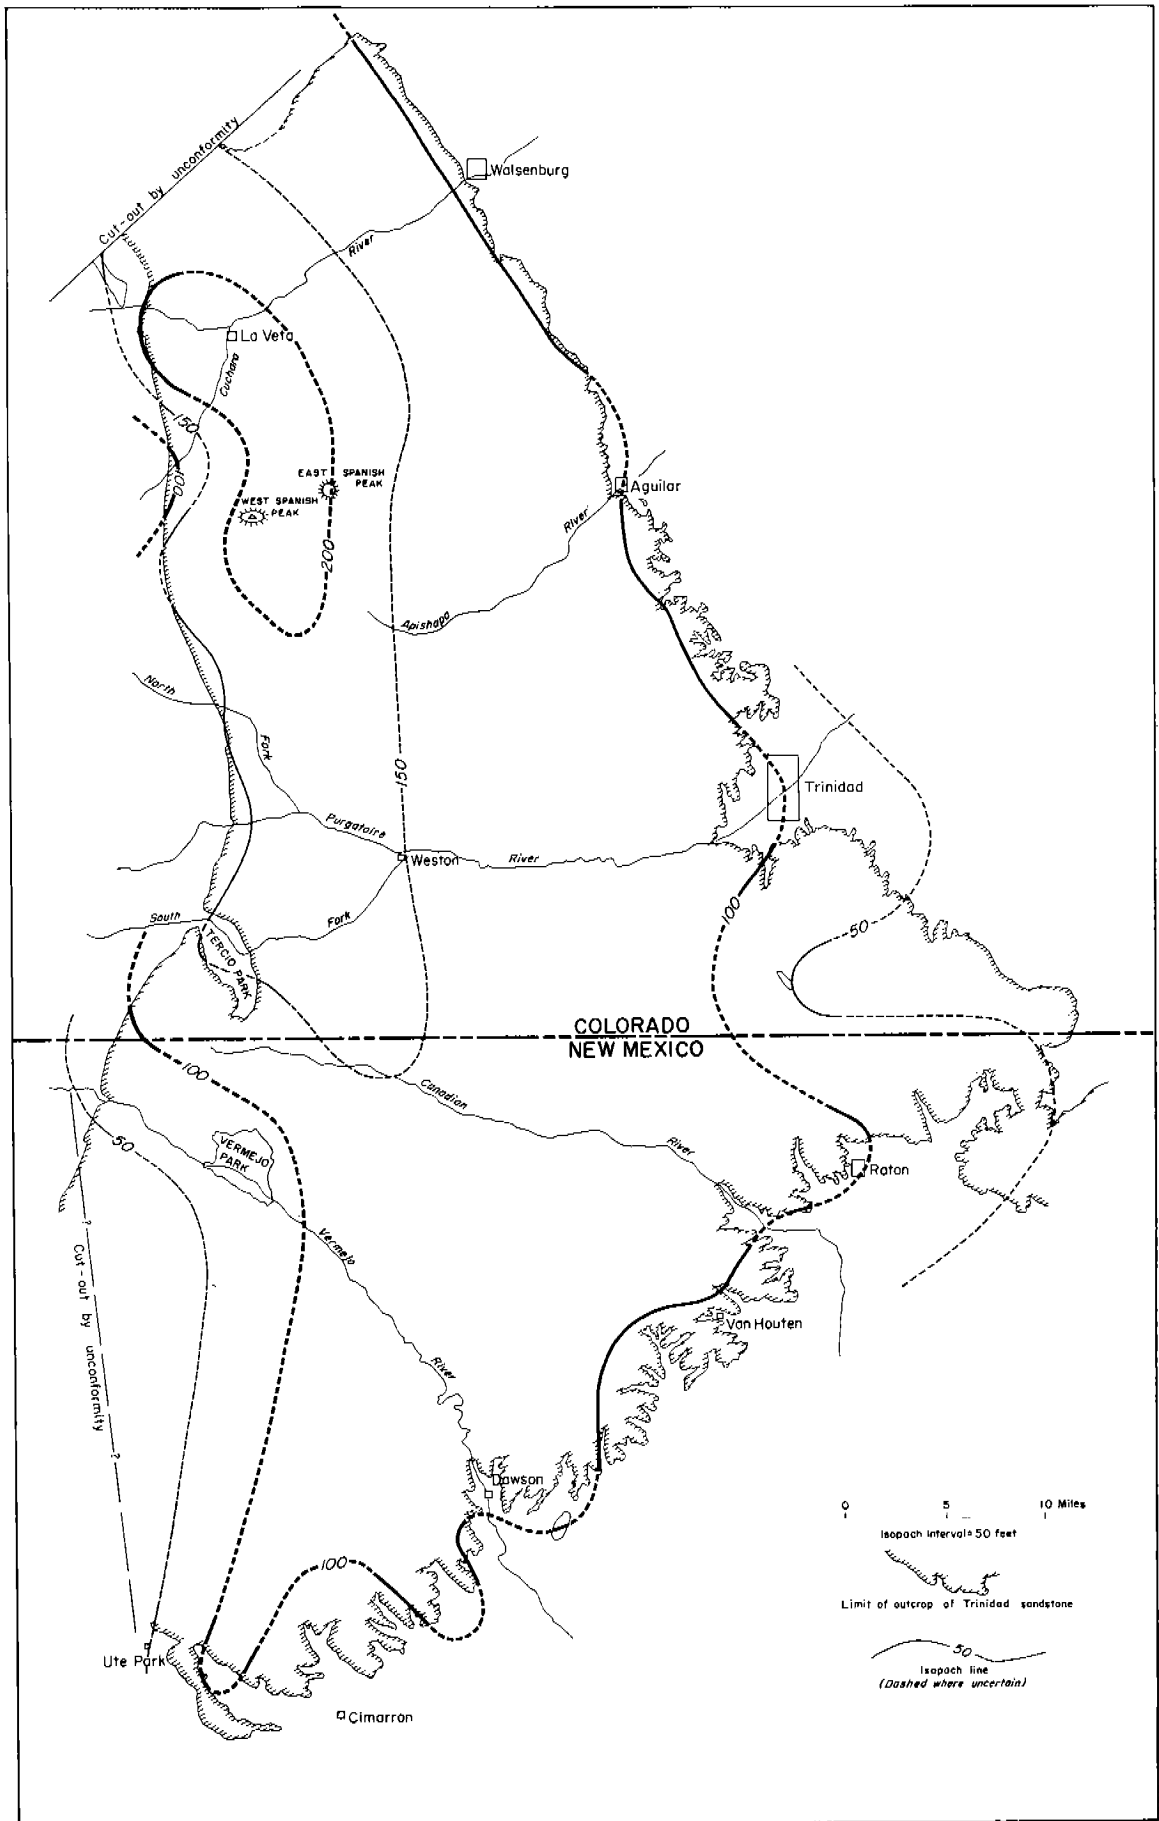 Walsenburg
Cut-out by unconformity
River
La Veta
Cuchara
150
100
EAST SPANISH
PEAK
WEST SPANISH
PEAK
200
Aguilar
River
Apishapa
North
Fork
150
Trinidad
Purgatoire
Weston
River
100
South
Fork
50
TERCIO PARK
COLORADO
NEW MEXICO
100
Canadian
River
50
VERMEJO
PARK
Raton
? Cut-out by unconformity ?
Vermejo
River
Van Houten
Dawson
0 5 10 Miles
Isopach interval = 50 feet
100
Limit of outcrop of Trinidad sandstone
50
Isopach line
(Dashed where uncertain)
Ute Park
Cimarron